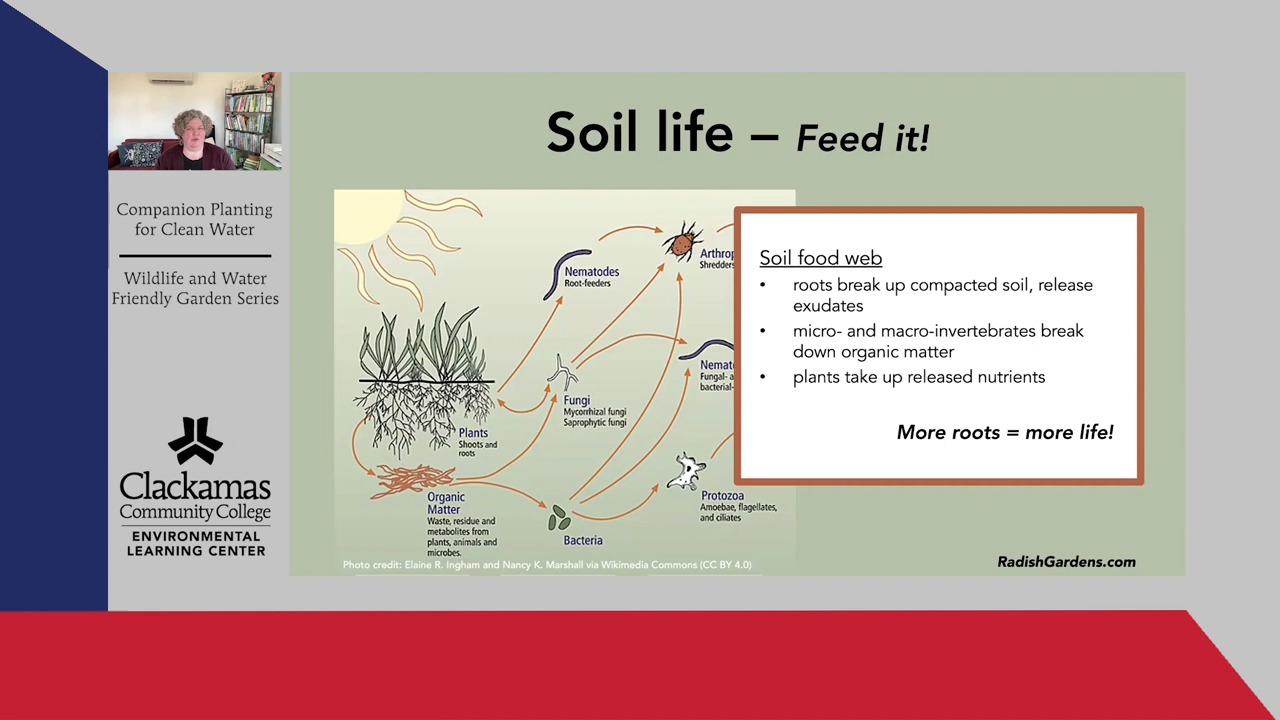 Soil life – Feed it!
Companion Planting
for Clean Water
Wildlife and Water
Friendly Garden Series
Clackamas
Community College
ENVIRONMENTAL
LEARNING CENTER
Nematodes
Root-feeders
Arthrop
Shredders
Fungi
Mycorrhizal fungi
Saprophytic fungi
Nemat
Fungal- a
bacterial-
Plants
Shoots and
roots
Organic
Matter
Waste, residue and
metabolites from
plants, animals and
microbes.
Bacteria
Protozoa
Amoebae, flagellates,
and ciliates
Photo credit: Elaine R. Ingham and Nancy K. Marshall via Wikimedia Commons (CC BY 4.0)
Soil food web
• roots break up compacted soil, release
exudates
• micro- and macro-invertebrates break
down organic matter
• plants take up released nutrients
More roots = more life!
RadishGardens.com